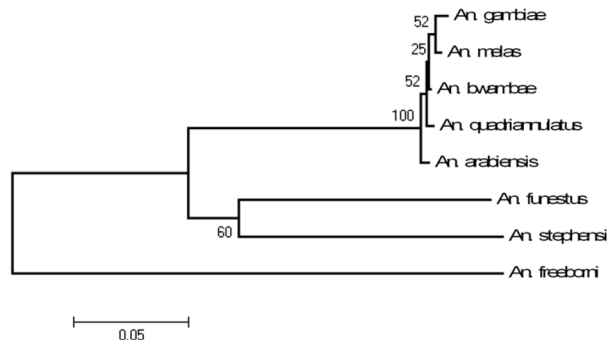 52
An. gambiae
An. melas
25
An. bwambae
52
An. quadriannulatus
100
An. arabiensis
An. funestus
60
An. stephensi
An. freeborni
0.05